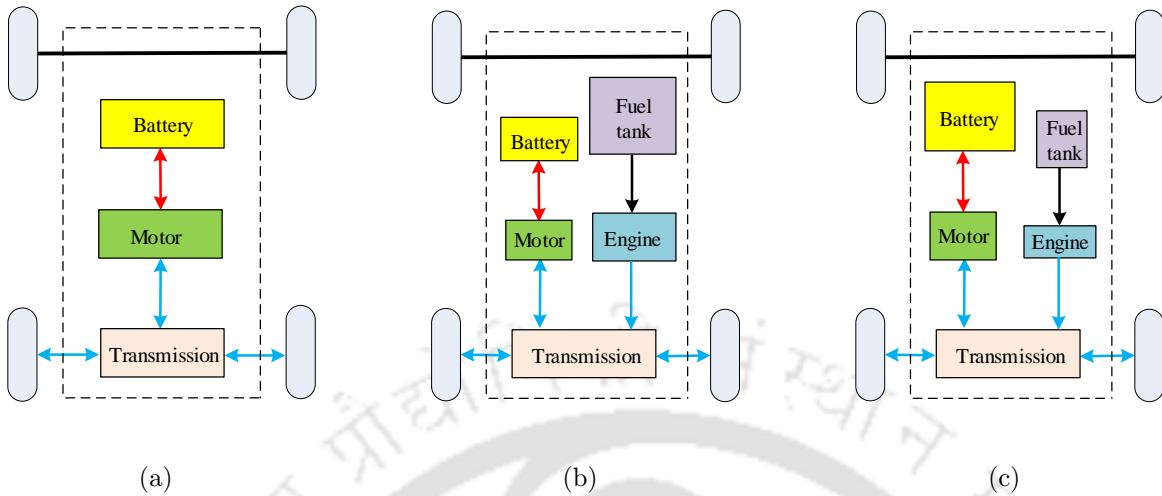 Battery
Motor
Transmission
(a)
Battery
Fuel
tank
Motor
Engine
Transmission
(b)
Battery
Fuel
tank
Motor
Engine
Transmission
(c)